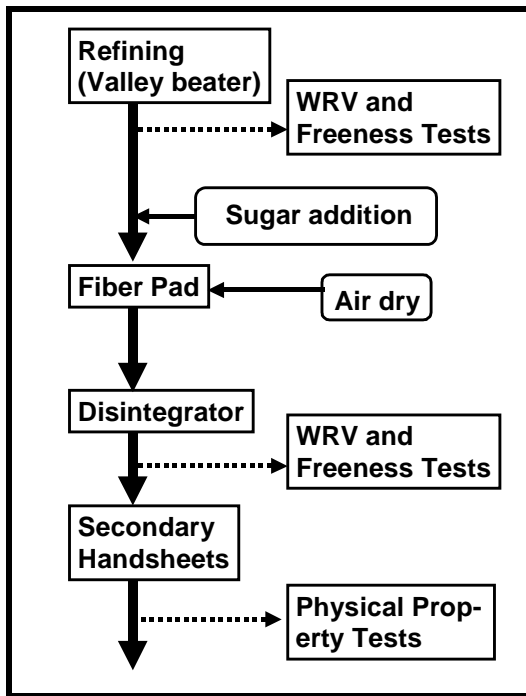 Refining
(Valley beater)
WRV and
Freeness Tests
Sugar addition
Fiber Pad
Air dry
Disintegrator
WRV and
Freeness Tests
Secondary
Handsheets
Physical Prop-
erty Tests